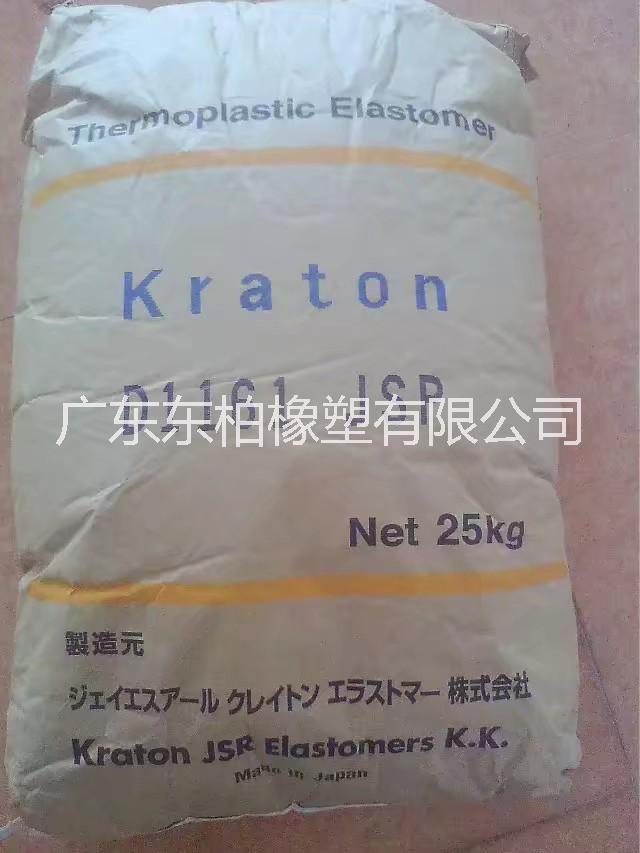 Thermoplastic Elastomer
Kraton
D1161 JSP
广东东柏橡塑有限公司
Net 25kg
製造元
ジェイエスアール クレイトン エラストマー 株式会社
Kraton JSR Elastomers K.K.
Made in Japan